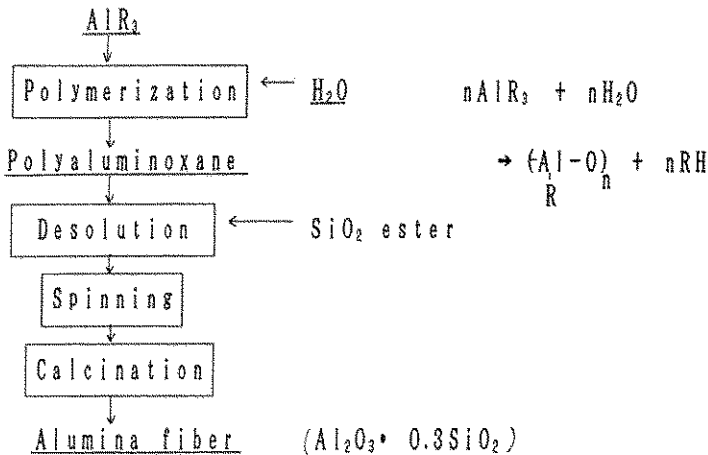 AlR₃
Polymerization ← H₂O nAlR₃ + nH₂O
Polyaluminoxane → (Al-O)n + nRH
R
Desolution ← SiO₂ ester
Spinning
Calcination
Alumina fiber (Al₂O₃• 0.3SiO₂)